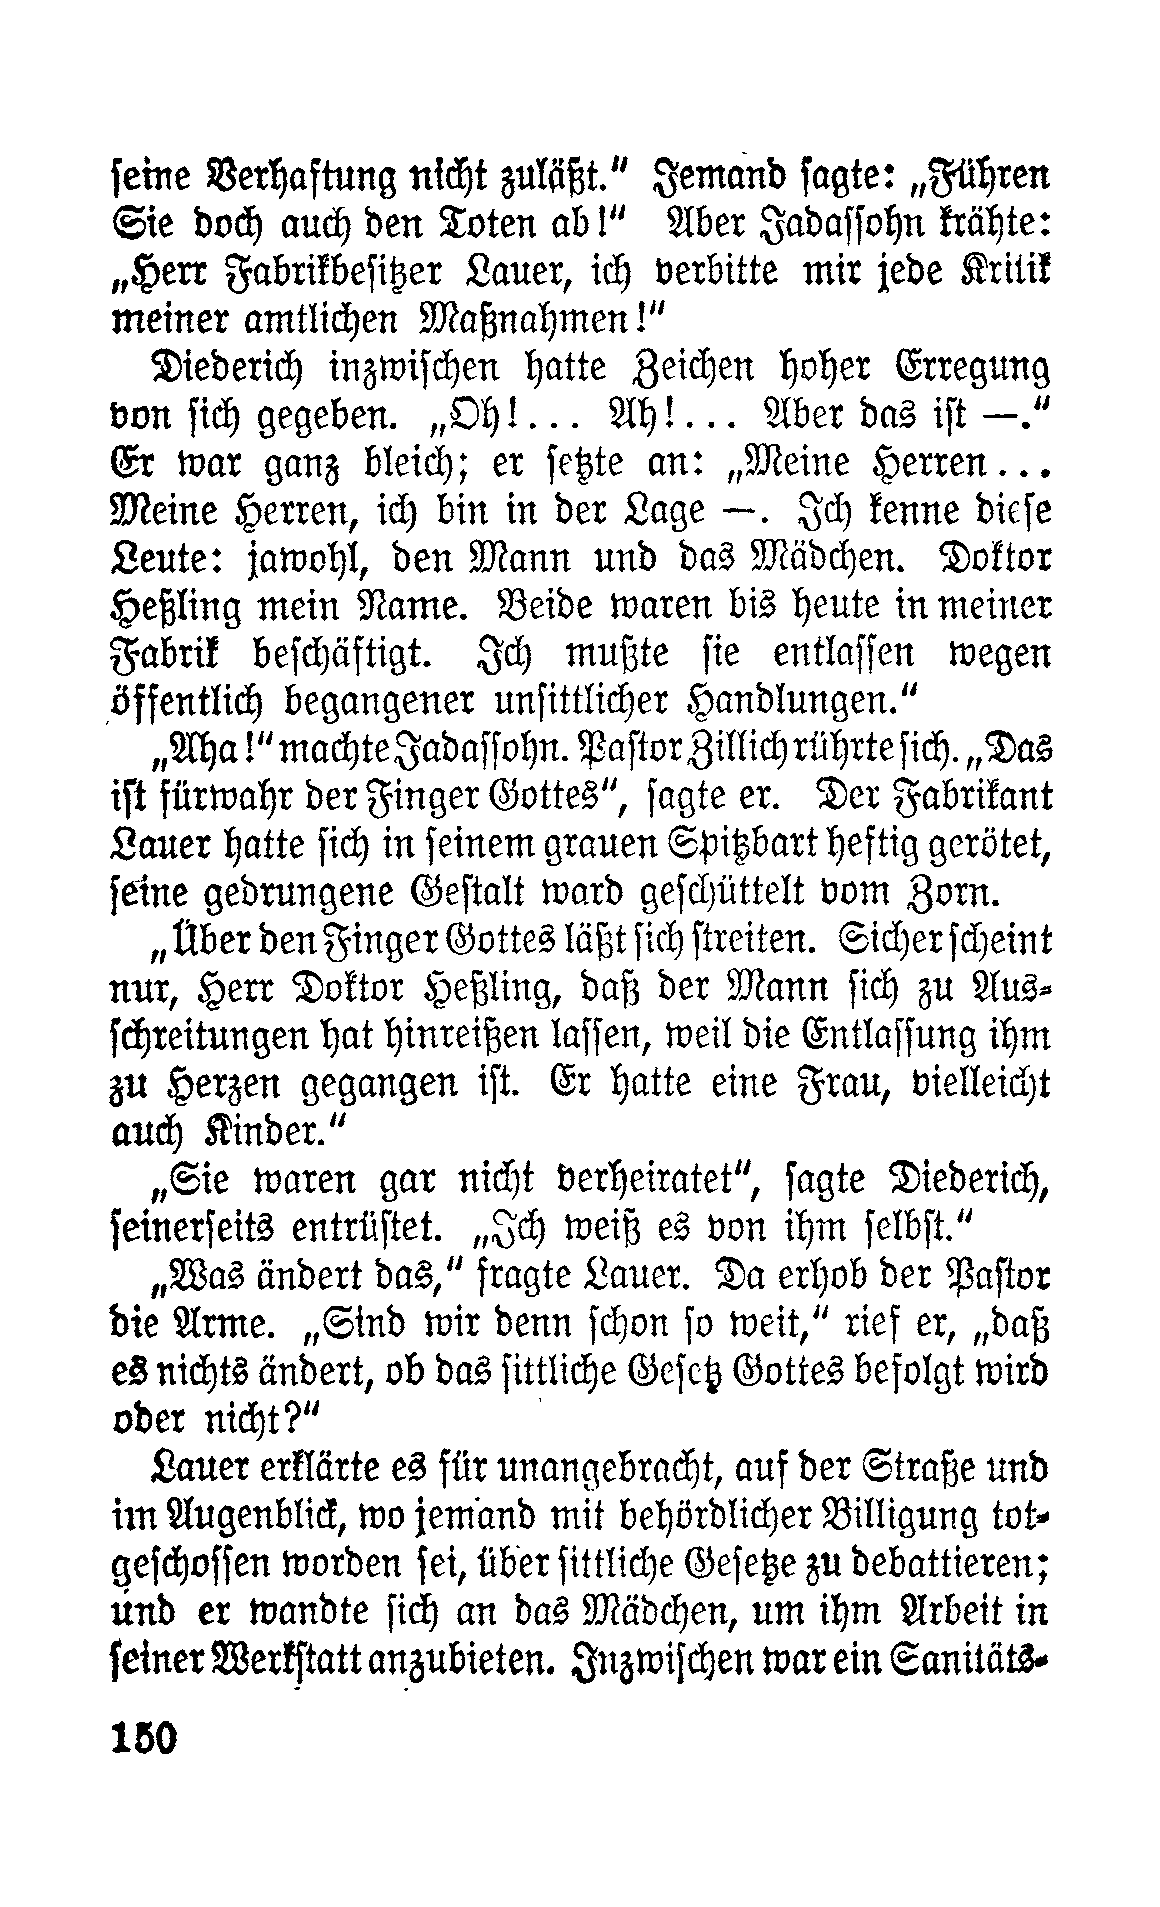 seine Verhaftung nicht zuläßt.“ Jemand sagte: „Führen
Sie doch auch den Toten ab!“ Aber Jadassohn krähte:
„Herr Fabrikbesitzer Lauer, ich verbitte mir jede Kritik
meiner amtlichen Maßnahmen!“
Diederich inzwischen hatte Zeichen hoher Erregung
von sich gegeben. „Oh!... Ah!... Aber das ist —.“
Er war ganz bleich; er setzte an: „Meine Herren...
Meine Herren, ich bin in der Lage —. Ich kenne diese
Leute: jawohl, den Mann und das Mädchen. Doktor
Heßling mein Name. Beide waren bis heute in meiner
Fabrik beschäftigt. Ich mußte sie entlassen wegen
öffentlich begangener unsittlicher Handlungen.“
„Aha!“ machte Jadassohn. Pastor Zillich rührte sich. „Das
ist fürwahr der Finger Gottes“, sagte er. Der Fabrikant
Lauer hatte sich in seinem grauen Spitzbart heftig gerötet,
seine gedrungene Gestalt ward geschüttelt vom Zorn.
„Über den Finger Gottes läßt sich streiten. Sicher scheint
nur, Herr Doktor Heßling, daß der Mann sich zu Aus-
schreitungen hat hinreißen lassen, weil die Entlassung ihm
zu Herzen gegangen ist. Er hatte eine Frau, vielleicht
auch Kinder.“
„Sie waren gar nicht verheiratet“, sagte Diederich,
seinerseits entrüstet. „Ich weiß es von ihm selbst.“
„Was ändert das,“ fragte Lauer. Da erhob der Pastor
die Arme. „Sind wir denn schon so weit,“ rief er, „daß
es nichts ändert, ob das sittliche Gesetz Gottes befolgt wird
oder nicht?“
Lauer erklärte es für unangebracht, auf der Straße und
im Augenblick, wo jemand mit behördlicher Billigung tot-
geschossen worden sei, über sittliche Gesetze zu debattieren;
und er wandte sich an das Mädchen, um ihm Arbeit in
seiner Werkstatt anzubieten. Inzwischen war ein Sanitäts-
150